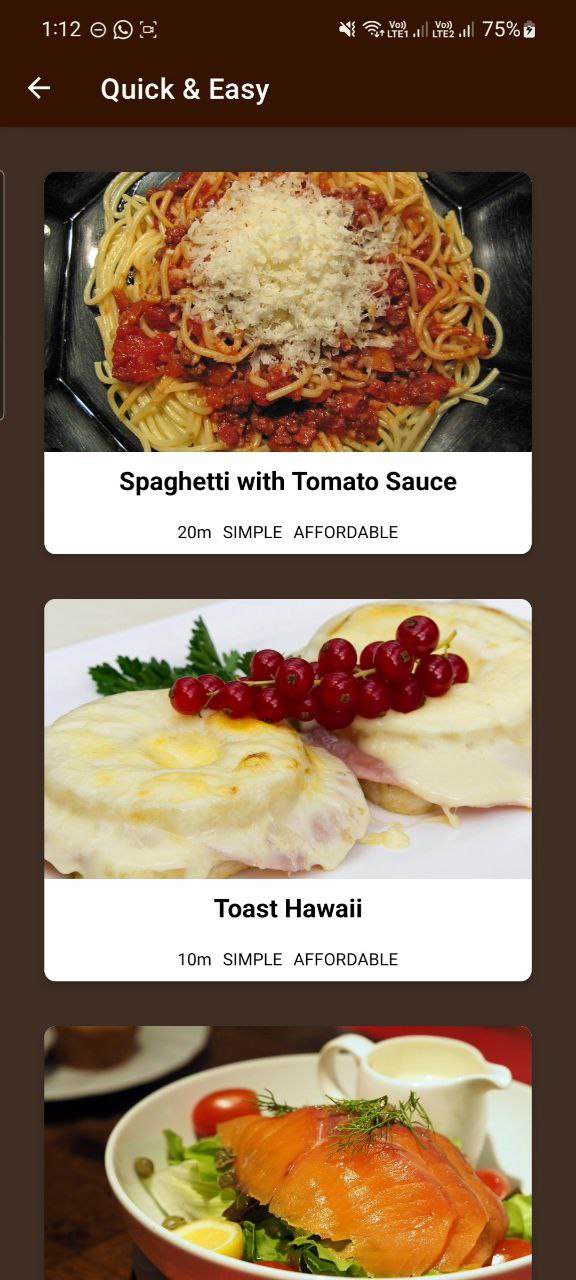 1:12 Vo)) LTE1 Vo)) LTE2 75%
Quick & Easy
Spaghetti with Tomato Sauce
20m SIMPLE AFFORDABLE
Toast Hawaii
10m SIMPLE AFFORDABLE